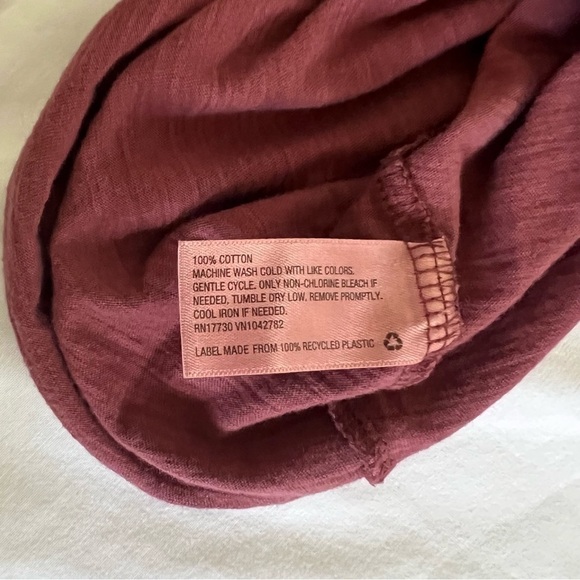 100% COTTON
MACHINE WASH COLD WITH LIKE COLORS.
GENTLE CYCLE. ONLY NON-CHLORINE BLEACH IF
NEEDED. TUMBLE DRY LOW. REMOVE PROMPTLY.
COOL IRON IF NEEDED.
RN17730 VN1042762
LABEL MADE FROM 100% RECYCLED PLASTIC